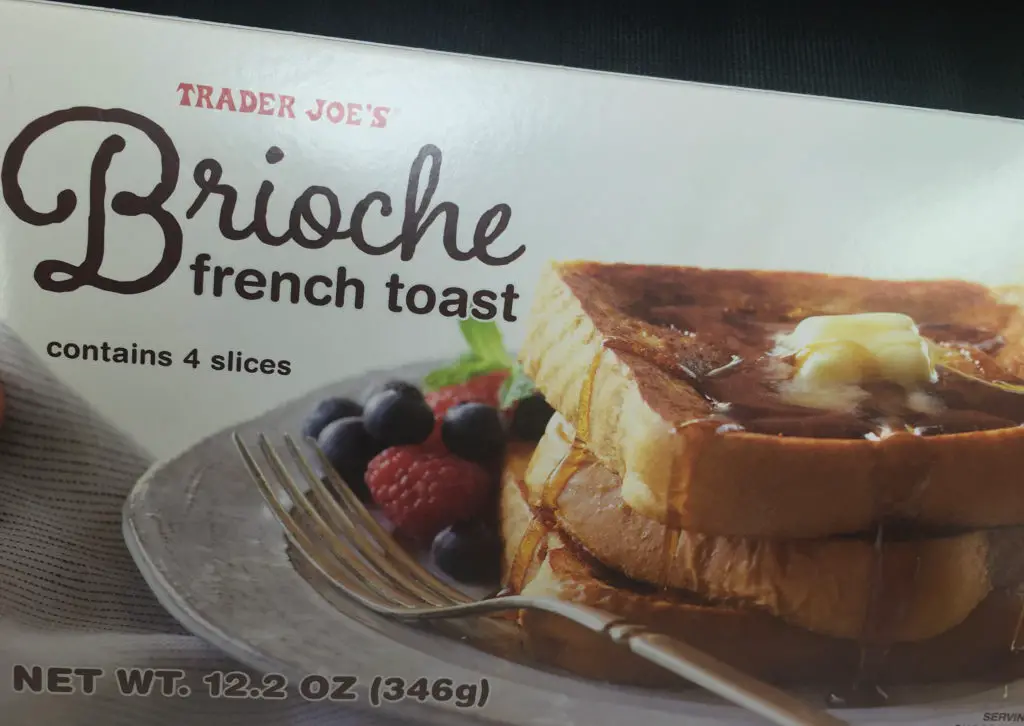 TRADER JOE'S
Brioche
french toast
contains 4 slices
NET WT. 12.2 OZ (346g)